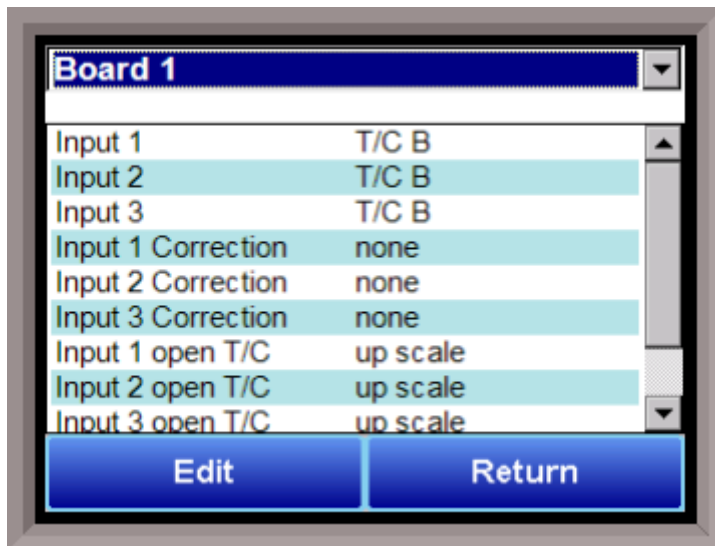 Board 1
Input 1 T/C B
Input 2 T/C B
Input 3 T/C B
Input 1 Correction none
Input 2 Correction none
Input 3 Correction none
Input 1 open T/C up scale
Input 2 open T/C up scale
Input 3 open T/C up scale
Edit Return